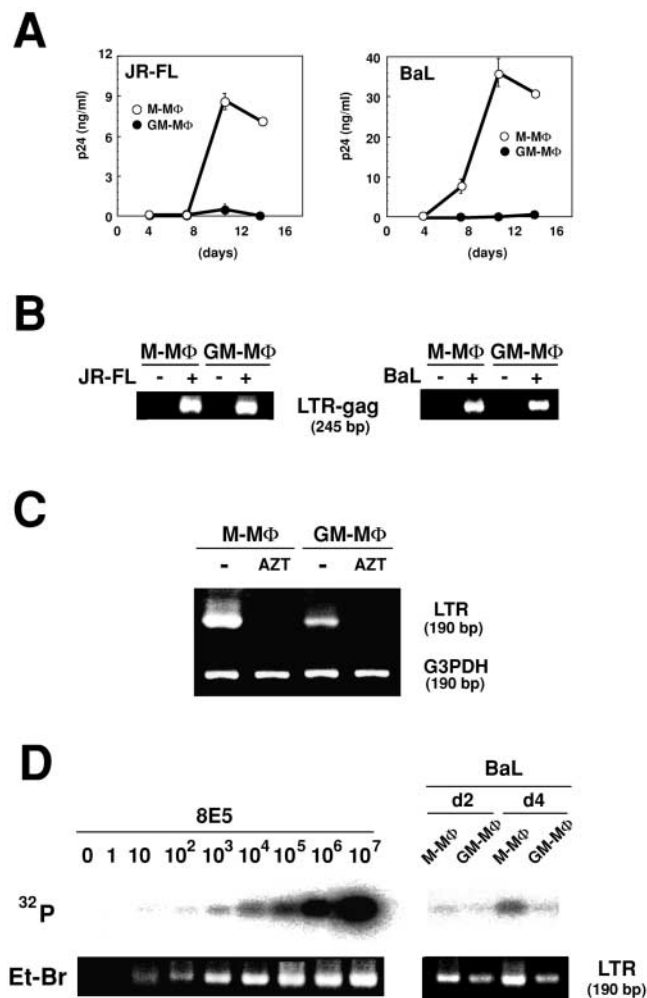 A
JR-FL
p24 (ng/ml)
9
6
3
0
M-MΦ
GM-MΦ
0 4 8 12 16
(days)
BaL
p24 (ng/ml)
40
30
20
10
0
M-MΦ
GM-MΦ
0 4 8 12 16
(days)
B
M-MΦ GM-MΦ
JR-FL - + - +
LTR-gag
(245 bp)
M-MΦ GM-MΦ
BaL - + - +
C
M-MΦ GM-MΦ
- AZT - AZT
LTR
(190 bp)
G3PDH
(190 bp)
D
8E5
0 1 10 10² 10³ 10⁴ 10⁵ 10⁶ 10⁷
³²P
Et-Br
BaL
d2 d4
M-MΦ GM-MΦ M-MΦ GM-MΦ
LTR
(190 bp)